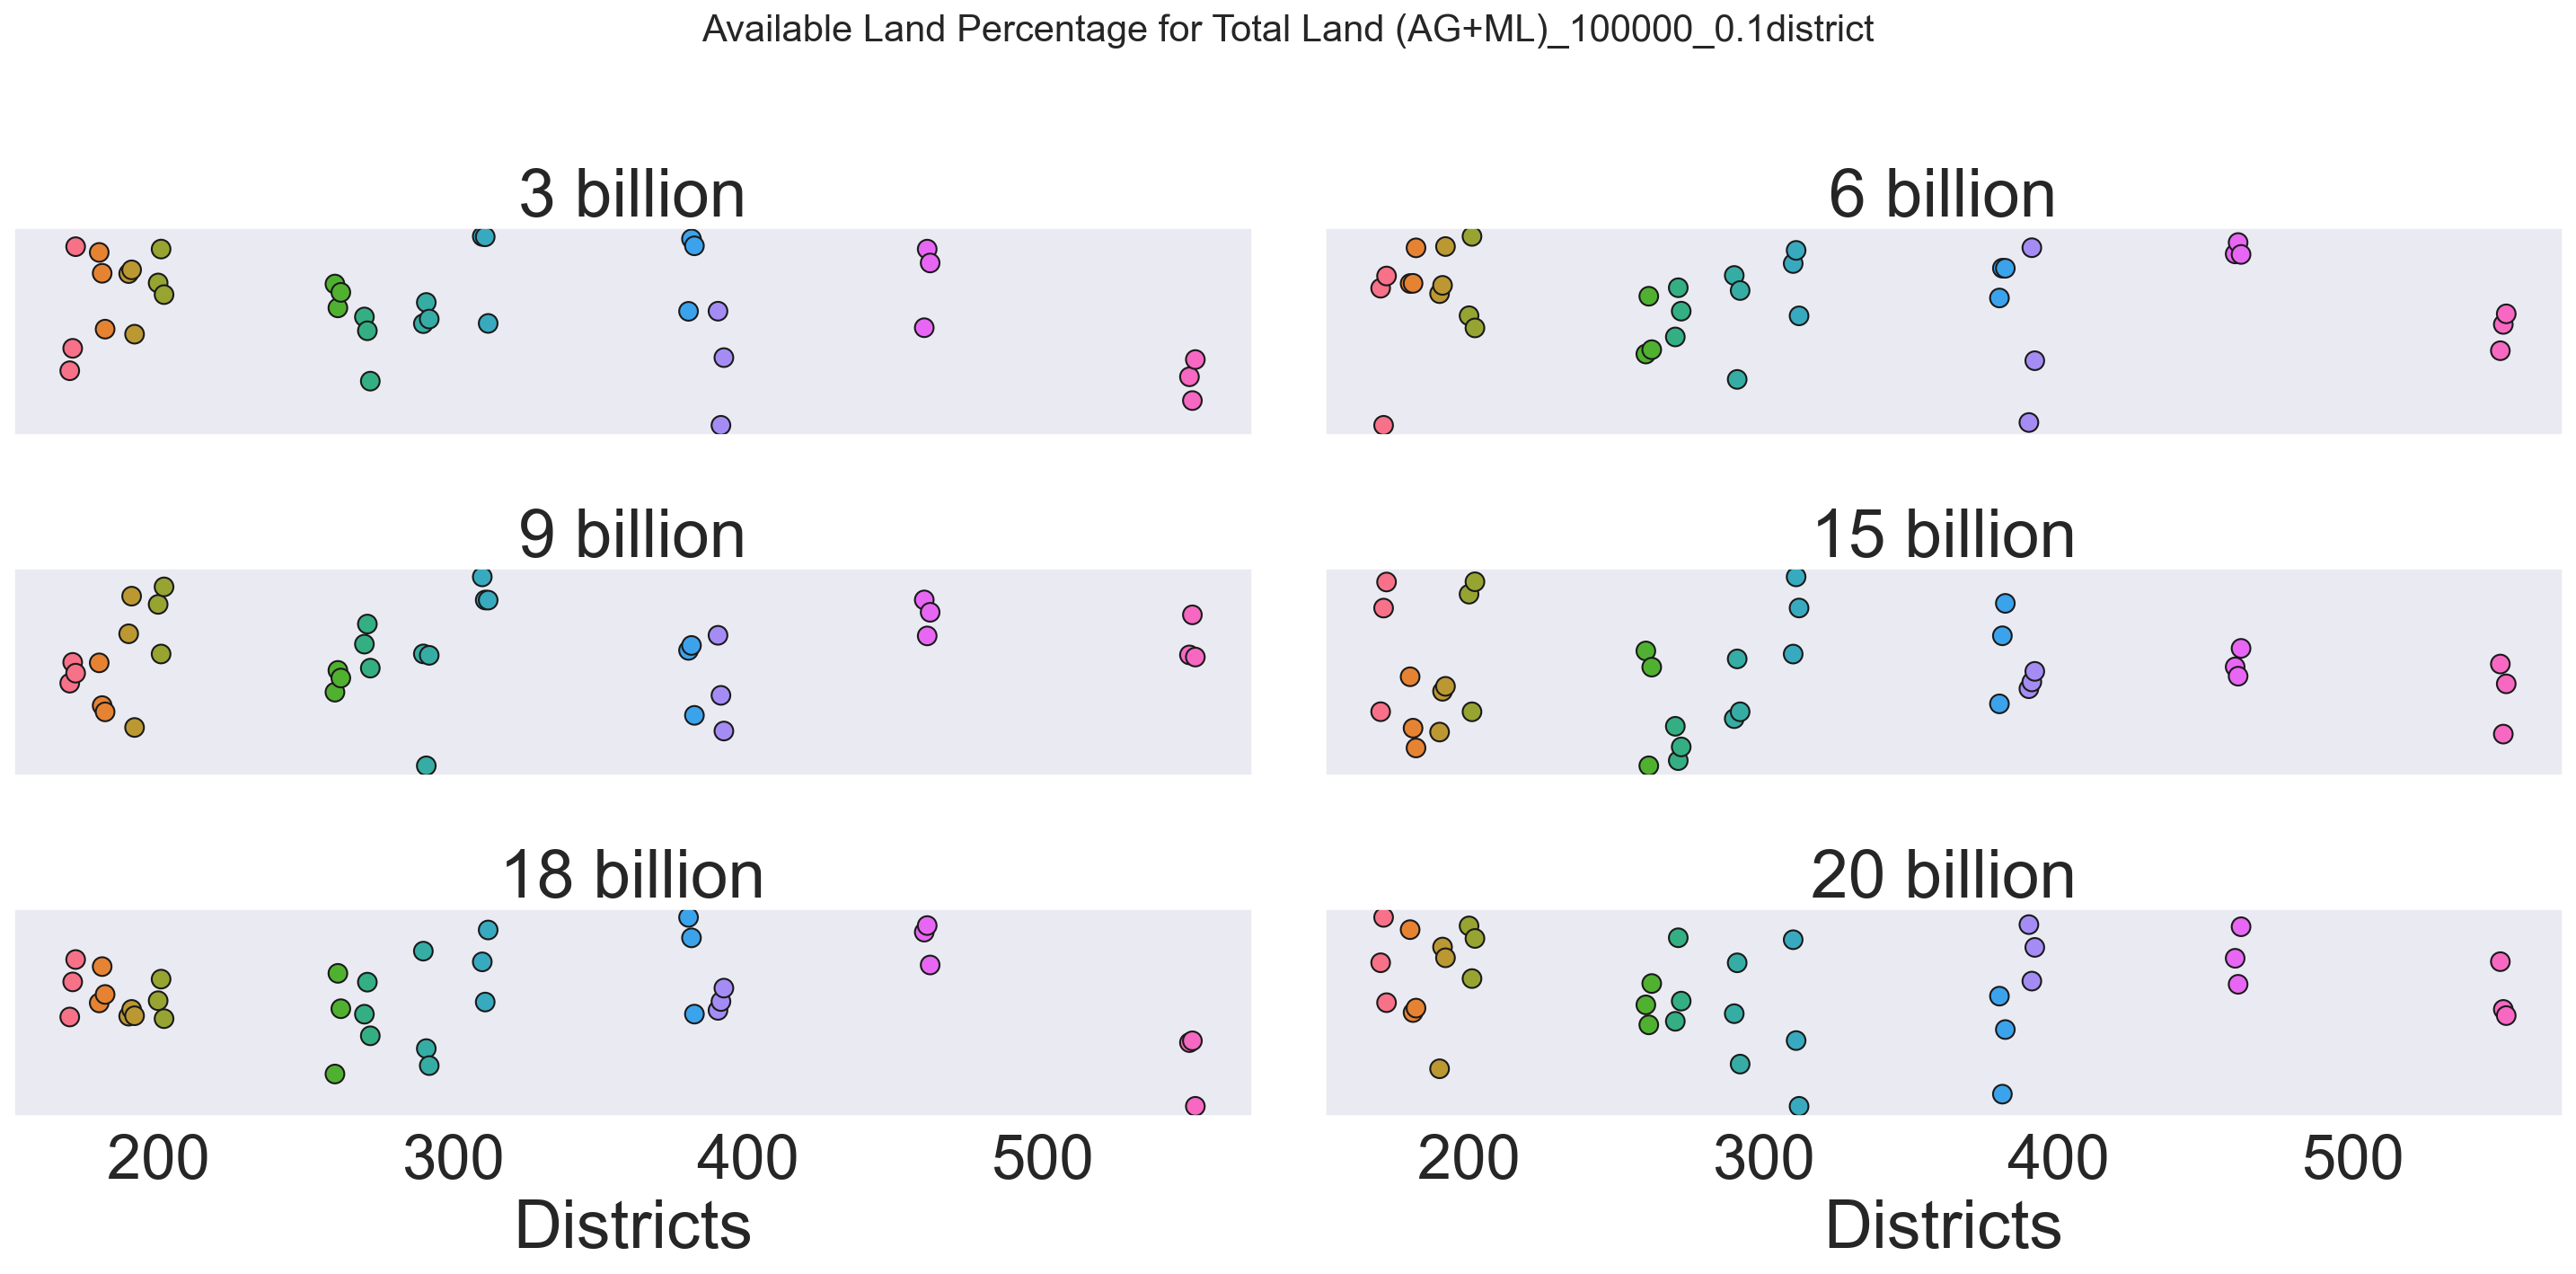 Available Land Percentage for Total Land (AG+ML)_100000_0.1district
3 billion
6 billion
9 billion
15 billion
18 billion
20 billion
200 300 400 500
200 300 400 500
Districts
Districts